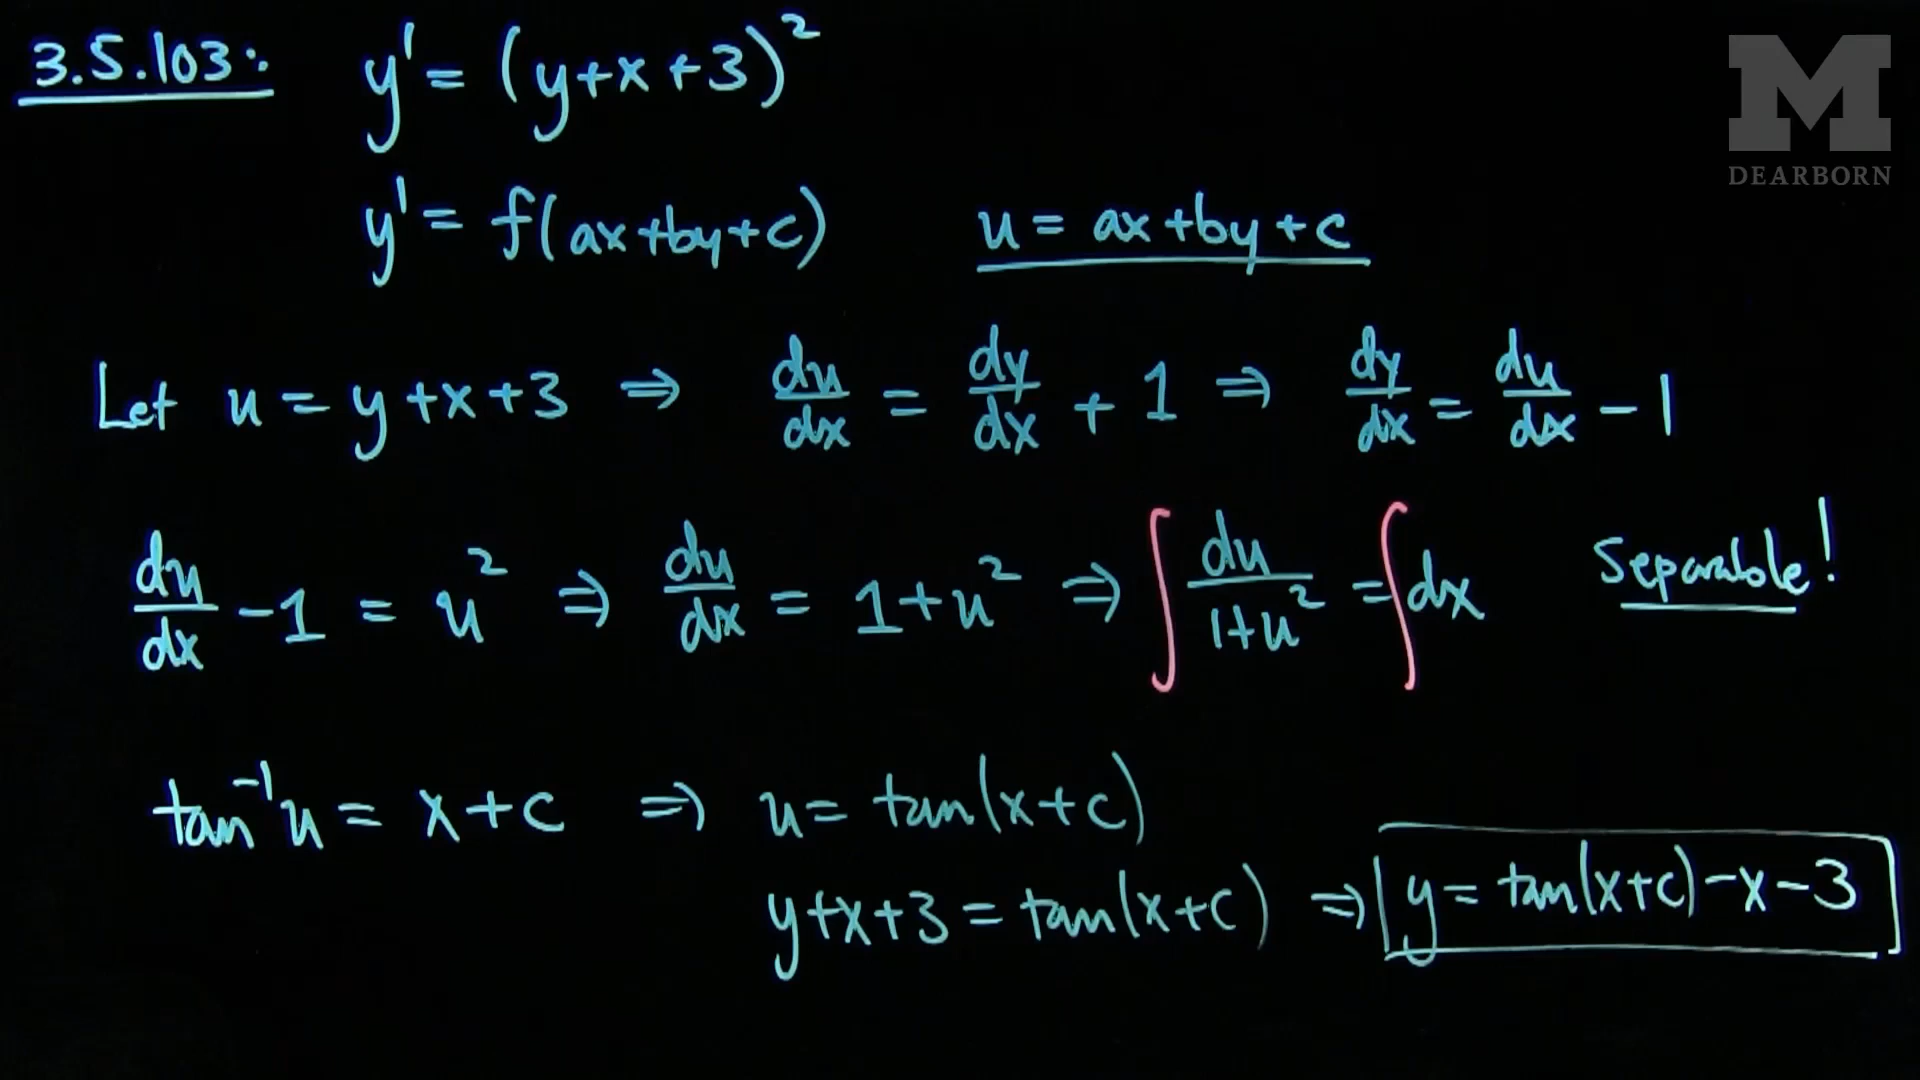 3.5.103: y' = (y+x+3)²
M
DEARBORN
y' = f(ax+by+c) u = ax+by+c
Let u = y+x+3 ⇒ du/dx = dy/dx + 1 ⇒ dy/dx = du/dx - 1
du/dx - 1 = u² ⇒ du/dx = 1+u² ⇒ ∫ du/(1+u²) = ∫ dx Separable!
tan⁻¹u = x+c ⇒ u = tan(x+c)
y+x+3 = tan(x+c) ⇒ y = tan(x+c)-x-3